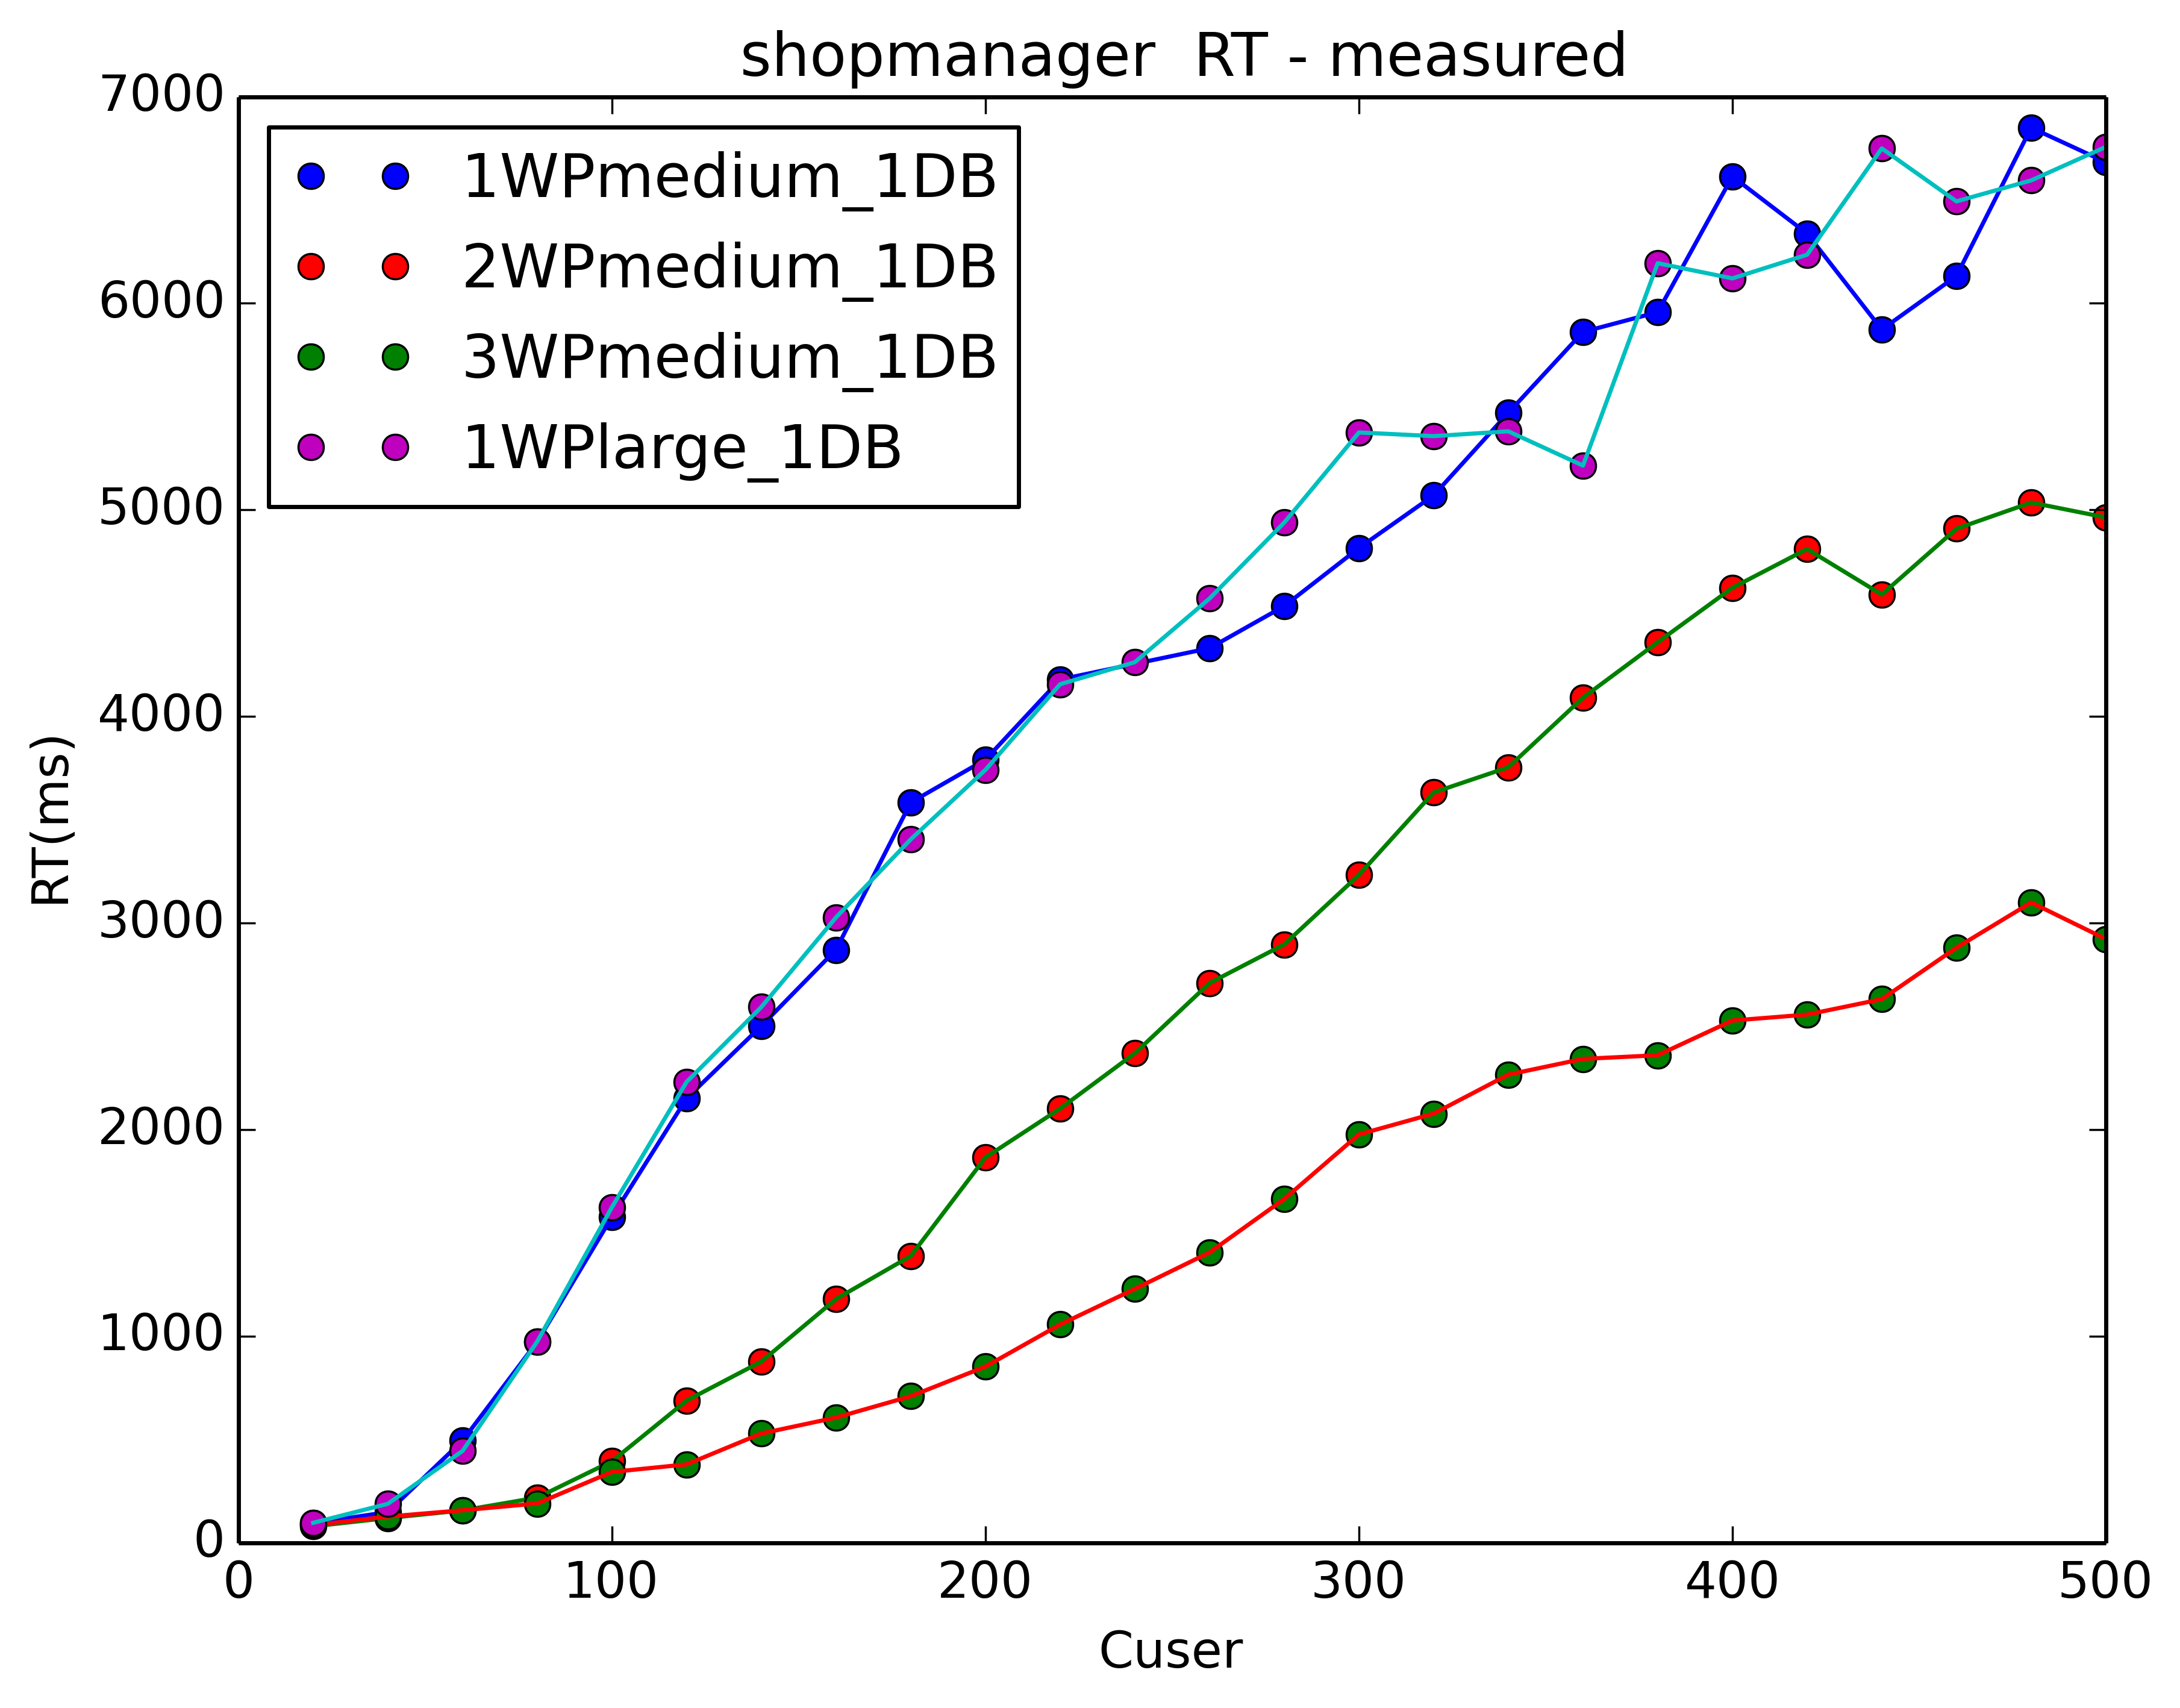 shopmanager  RT - measured
7000
6000
5000
4000
3000
2000
1000
0
RT(ms)
1WPmedium_1DB
2WPmedium_1DB
3WPmedium_1DB
1WPlarge_1DB
0 100 200 300 400 500
Cuser